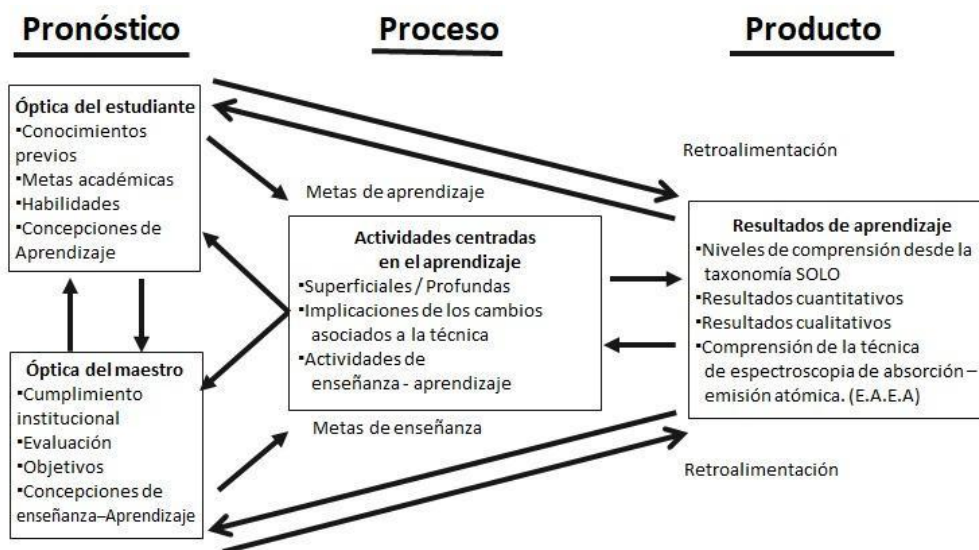 Pronóstico
Proceso
Producto
Óptica del estudiante
▪Conocimientos
previos
▪Metas académicas
▪Habilidades
▪Concepciones de
Aprendizaje
Óptica del maestro
▪Cumplimiento
institucional
▪Evaluación
▪Objetivos
▪Concepciones de
enseñanza–Aprendizaje
Metas de aprendizaje
Actividades centradas
en el aprendizaje
▪Superficiales / Profundas
▪Implicaciones de los cambios
asociados a la técnica
▪Actividades de
enseñanza - aprendizaje
Metas de enseñanza
Retroalimentación
Resultados de aprendizaje
▪Niveles de comprensión desde la
taxonomía SOLO
▪Resultados cuantitativos
▪Resultados cualitativos
▪Comprensión de la técnica
de espectroscopia de absorción –
emisión atómica. (E.A.E.A)
Retroalimentación